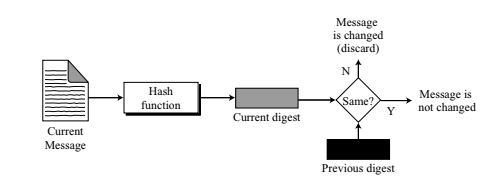 Message
is changed
(discard)
N
Hash
function
Same?
Message is
not changed
Y
Current digest
Current
Message
Previous digest